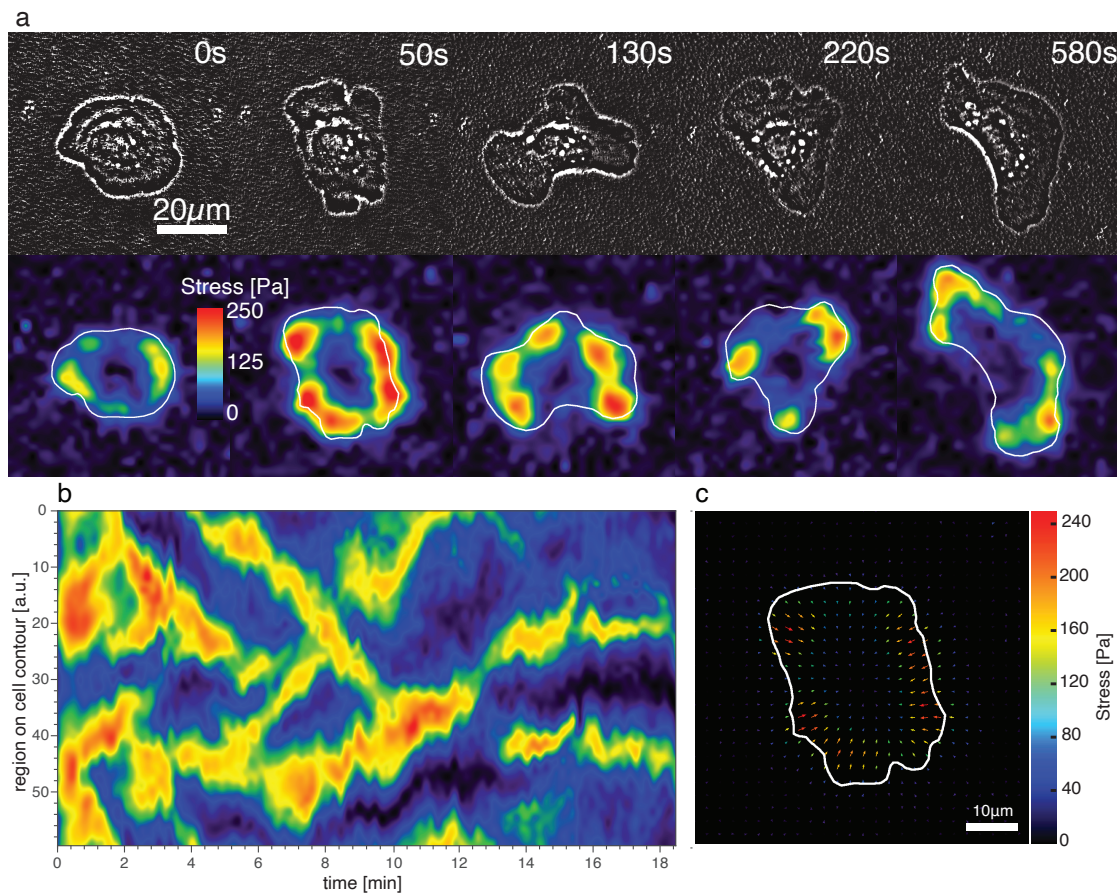 a
0s 50s 130s 220s 580s
20µm
Stress [Pa]
250
125
0
b
0
10
20
30
40
50
region on cell contour [a.u.]
0 2 4 6 8 10 12 14 16 18
time [min]
c
10µm
240
200
160
120
80
40
0
Stress [Pa]